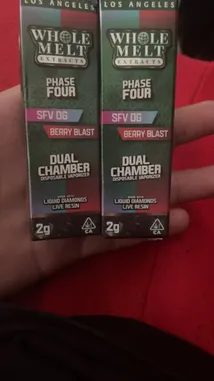 LOS ANGELES
WHOLE
MELT
EXTRACTS
PHASE
FOUR
SFV OG
BERRY BLAST
DUAL
CHAMBER
DISPOSABLE VAPORIZER
LIQUID DIAMONDS
LIVE RESIN
2g
CA
LOS ANGELES
WHOLE
MELT
EXTRACTS
PHASE
FOUR
SFV OG
BERRY BLAST
DUAL
CHAMBER
DISPOSABLE VAPORIZER
LIQUID DIAMONDS
LIVE RESIN
2g
CA